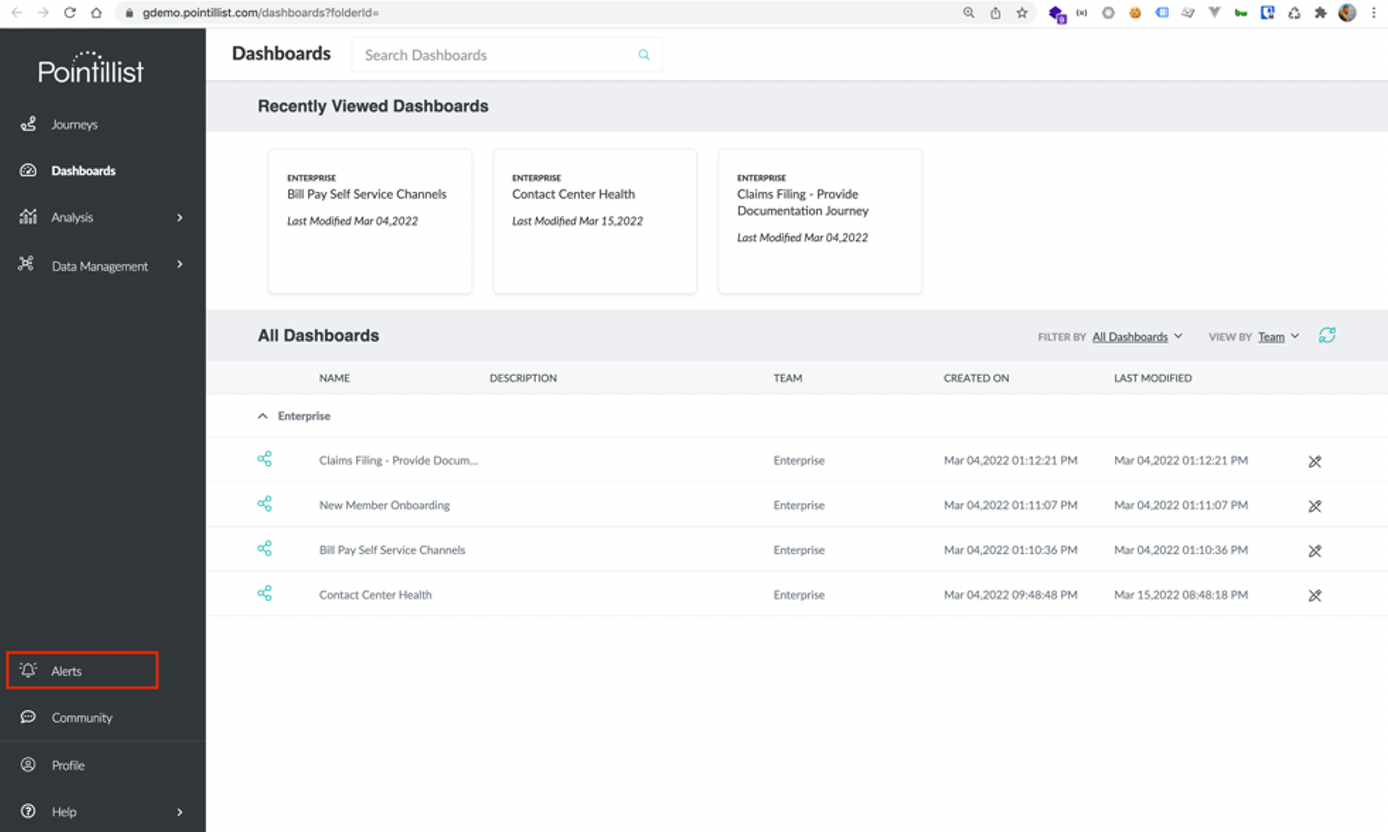 gdemo.pointillist.com/dashboards?folderId=
9
Pointillist
Journeys
Dashboards
Analysis
Data Management
Alerts
Community
Profile
Help
Dashboards
Search Dashboards
Recently Viewed Dashboards
ENTERPRISE
Bill Pay Self Service Channels
Last Modified Mar 04,2022
ENTERPRISE
Contact Center Health
Last Modified Mar 15,2022
ENTERPRISE
Claims Filing - Provide
Documentation Journey
Last Modified Mar 04,2022
All Dashboards
FILTER BY All Dashboards VIEW BY Team
NAME DESCRIPTION TEAM CREATED ON LAST MODIFIED
Enterprise
Claims Filing - Provide Docum... Enterprise Mar 04,2022 01:12:21 PM Mar 04,2022 01:12:21 PM
New Member Onboarding Enterprise Mar 04,2022 01:11:07 PM Mar 04,2022 01:11:07 PM
Bill Pay Self Service Channels Enterprise Mar 04,2022 01:10:36 PM Mar 04,2022 01:10:36 PM
Contact Center Health Enterprise Mar 04,2022 09:48:48 PM Mar 15,2022 08:48:18 PM